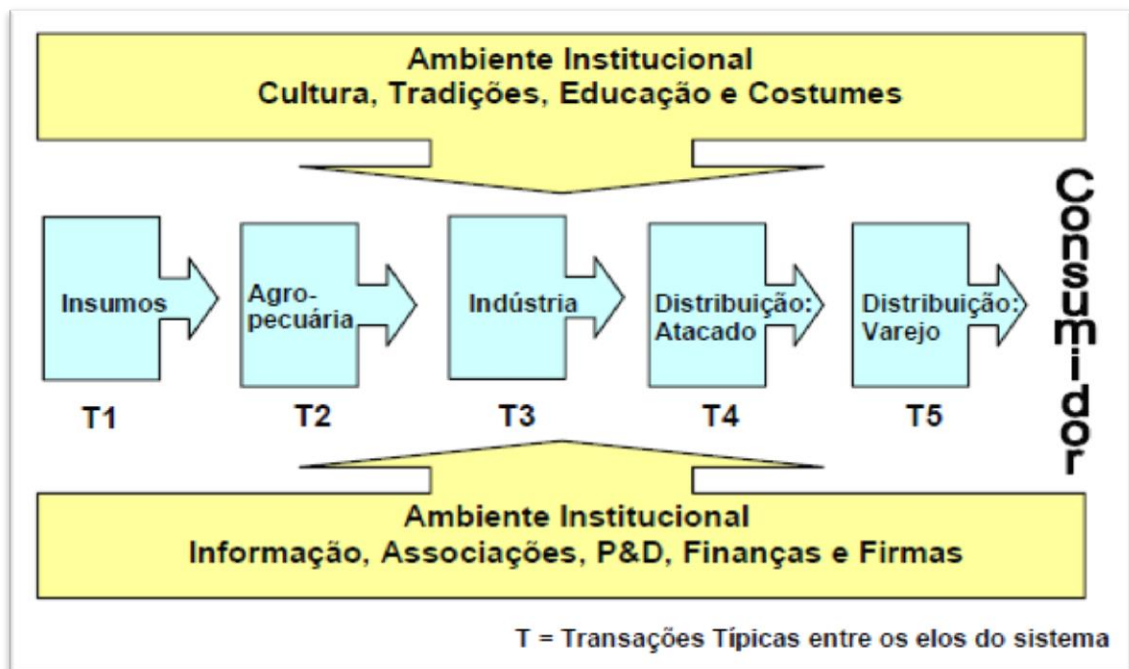 Ambiente Institucional
Cultura, Tradições, Educação e Costumes
Insumos
Agro-
pecuária
Indústria
Distribuição:
Atacado
Distribuição:
Varejo
Consumidor
T1
T2
T3
T4
T5
Ambiente Institucional
Informação, Associações, P&D, Finanças e Firmas
T = Transações Típicas entre os elos do sistema